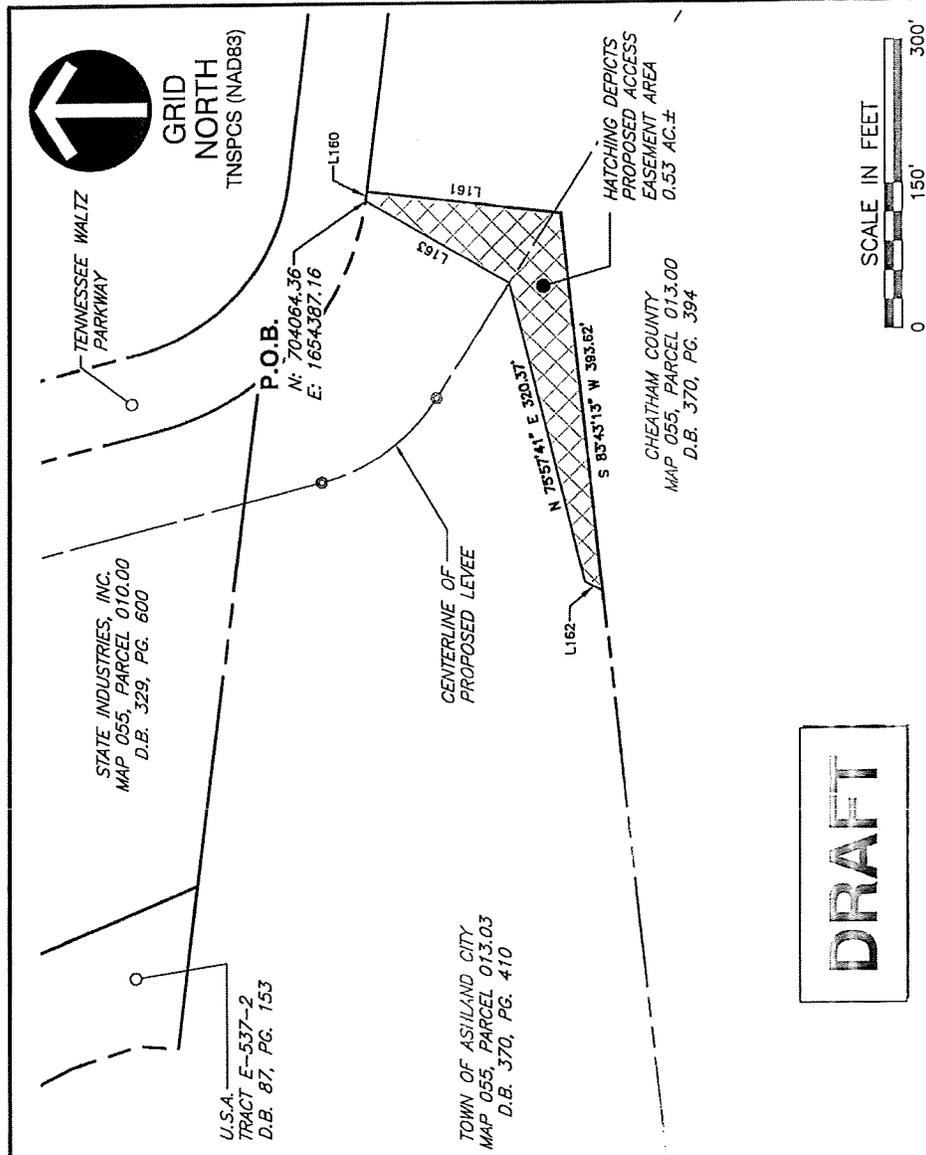 GRID
NORTH
TNSPCS (NAD83)
TENNESSEE WALTZ
PARKWAY
L160
P.O.B.
N: 704064.36
E: 1654387.16
L161
L163
HATCHING DEPICTS
PROPOSED ACCESS
EASEMENT AREA
0.53 AC.±
STATE INDUSTRIES, INC.
MAP 055, PARCEL 010.00
D.B. 329, PG. 600
CENTERLINE OF
PROPOSED LEVEE
N 75°57'41" E 320.37'
S 83°43'13" W 393.62'
L162
CHEATHAM COUNTY
MAP 055, PARCEL 013.00
D.B. 370, PG. 394
U.S.A.
TRACT E-537-2
D.B. 87, PG. 153
TOWN OF ASHLAND CITY
MAP 055, PARCEL 013.03
D.B. 370, PG. 410
DRAFT
SCALE IN FEET
0 150' 300'